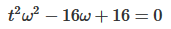 t²ω² − 16ω + 16 = 0